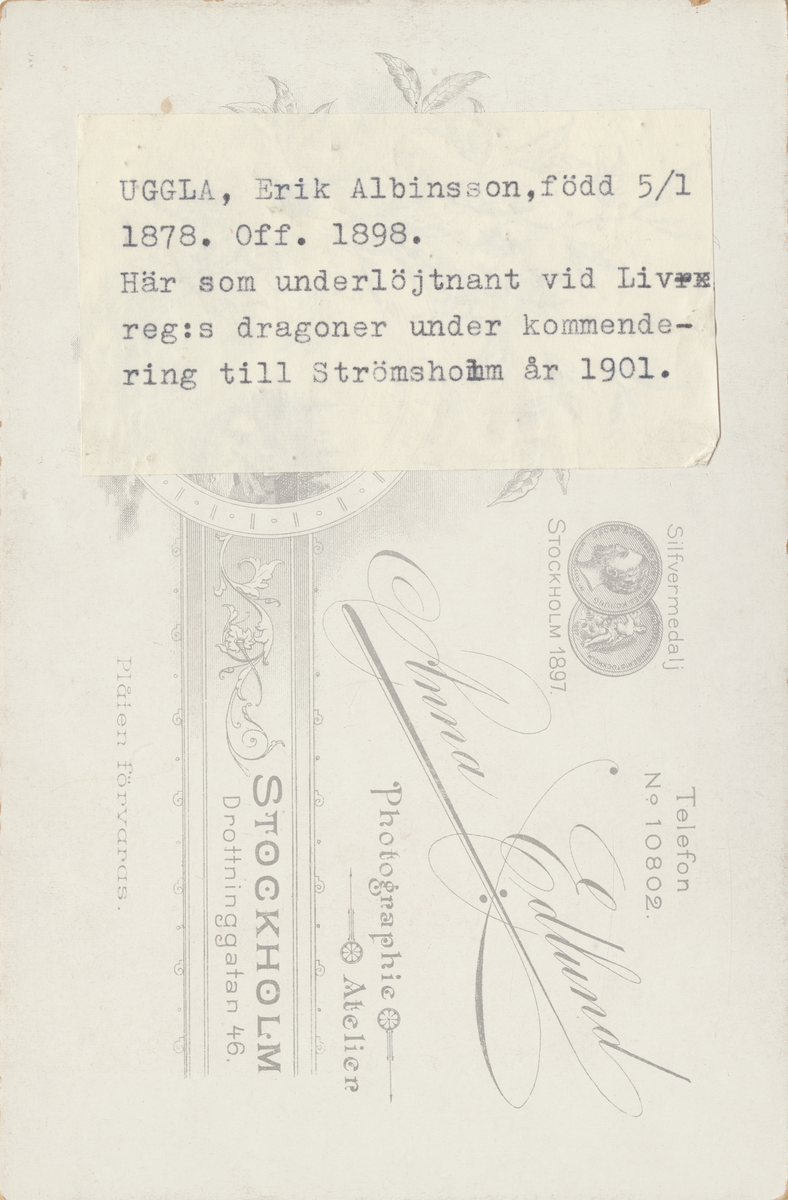 UGGLA, Erik Albinsson,född 5/1
1878. Off. 1898.
Här som underlöjtnant vid Liv
reg:s dragoner under kommende-
ring till Strömsholm år 1901.
Silfvermedalj
STOCKHOLM 1897.
Telefon
No 10802.
Anna Edlund
Photographie
Atelier
STOCKHOLM
Drottninggatan 46.
Plåten förvaras.